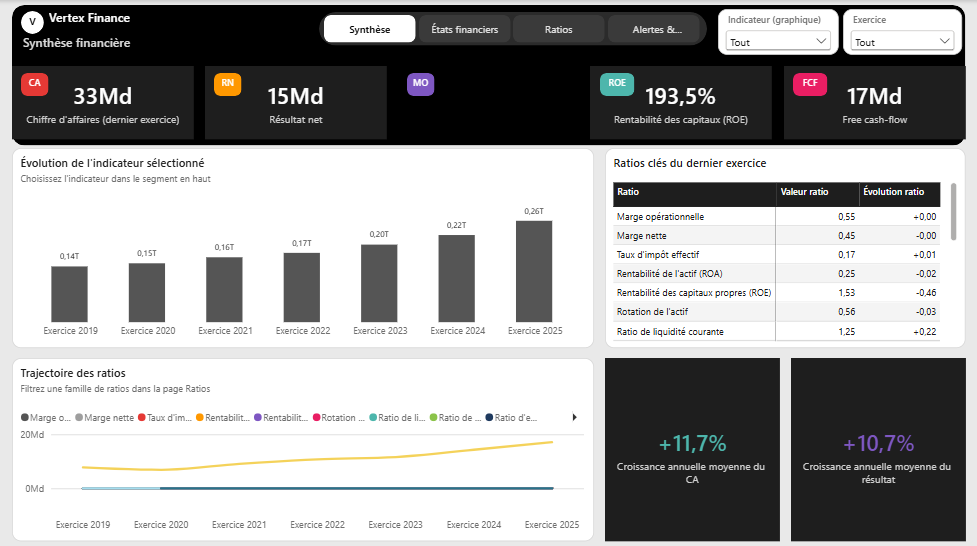 V
Vertex Finance
Synthèse financière
Synthèse
États financiers
Ratios
Alertes &...
Indicateur (graphique)
Tout
Exercice
Tout
CA
33Md
Chiffre d'affaires (dernier exercice)
RN
15Md
Résultat net
MO
ROE
193,5%
Rentabilité des capitaux (ROE)
FCF
17Md
Free cash-flow
Évolution de l'indicateur sélectionné
Choisissez l'indicateur dans le segment en haut
0,14T
0,15T
0,16T
0,17T
0,20T
0,22T
0,26T
Exercice 2019
Exercice 2020
Exercice 2021
Exercice 2022
Exercice 2023
Exercice 2024
Exercice 2025
Ratios clés du dernier exercice
Ratio Valeur ratio Évolution ratio
Marge opérationnelle 0,55 +0,00
Marge nette 0,45 -0,00
Taux d'impôt effectif 0,17 +0,01
Rentabilité de l'actif (ROA) 0,25 -0,02
Rentabilité des capitaux propres (ROE) 1,53 -0,46
Rotation de l'actif 0,56 -0,03
Ratio de liquidité courante 1,25 +0,22
Trajectoire des ratios
Filtrez une famille de ratios dans la page Ratios
Marge o... Marge nette Taux d'im... Rentabilit... Rentabilit... Rotation ... Ratio de li... Ratio de ... Ratio d'e...
20Md
0Md
Exercice 2019
Exercice 2020
Exercice 2021
Exercice 2022
Exercice 2023
Exercice 2024
Exercice 2025
+11,7%
Croissance annuelle moyenne du
CA
+10,7%
Croissance annuelle moyenne du
résultat